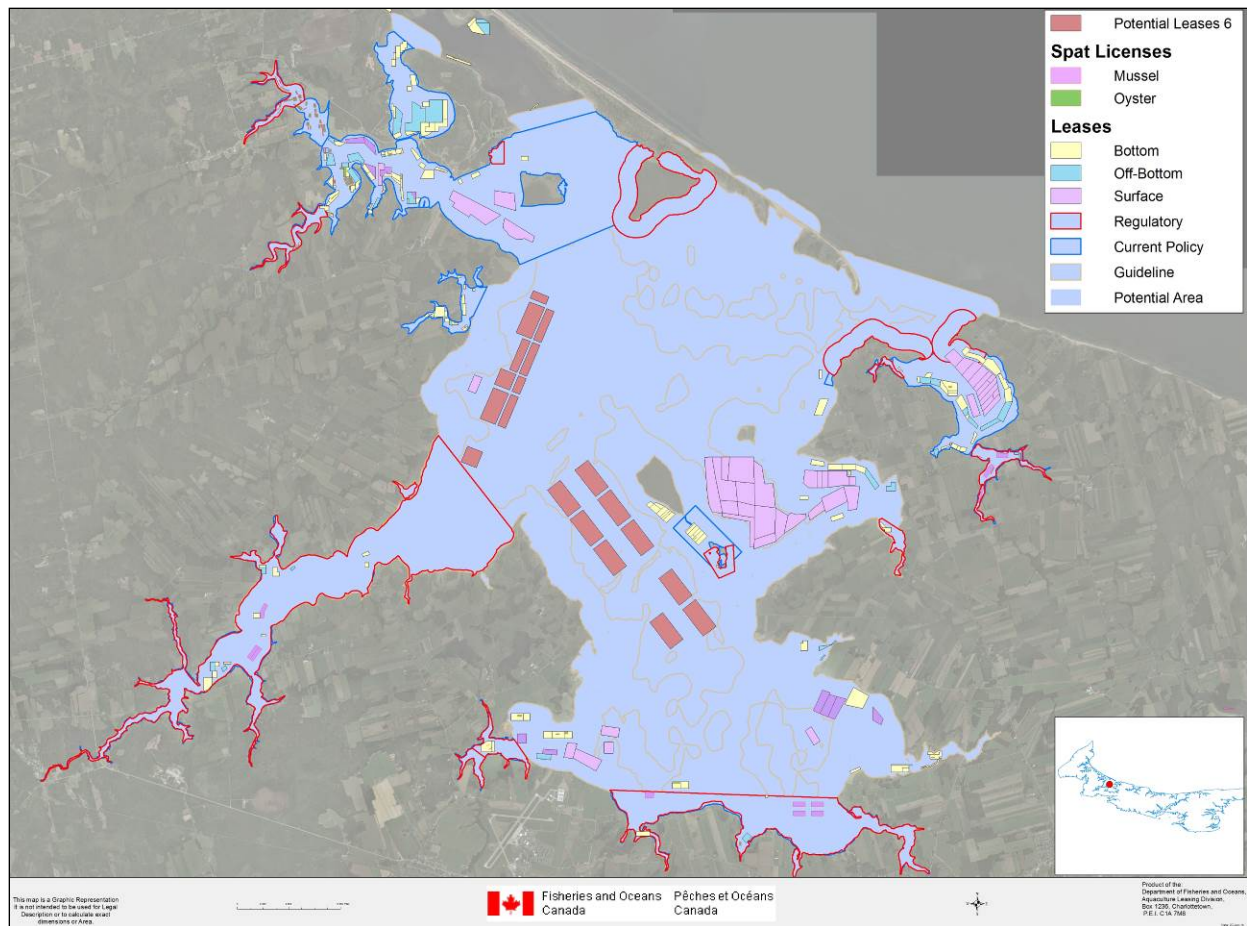 Potential Leases 6
Spat Licenses
Mussel
Oyster
Leases
Bottom
Off-Bottom
Surface
Regulatory
Current Policy
Guideline
Potential Area
This map is a Graphic Representation
It is not intended to be used for Legal
Description or to calculate exact
dimensions or Area.
Fisheries and Oceans
Canada
Pêches et Océans
Canada
Product of the:
Department of Fisheries and Oceans,
Aquaculture Leasing Division,
Box 1236, Charlottetown,
P.E.I. C1A 7M8